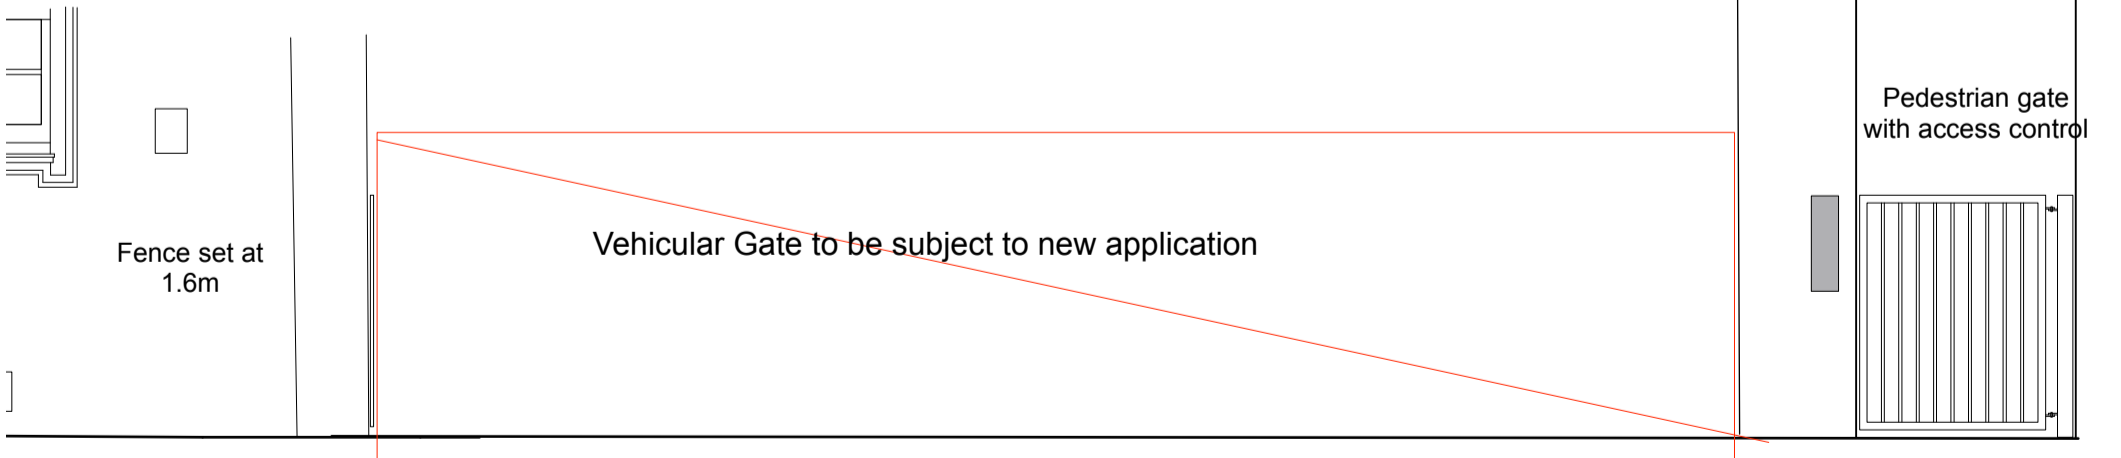 Pedestrian gate
with access control
Vehicular Gate to be subject to new application
Fence set at
1.6m